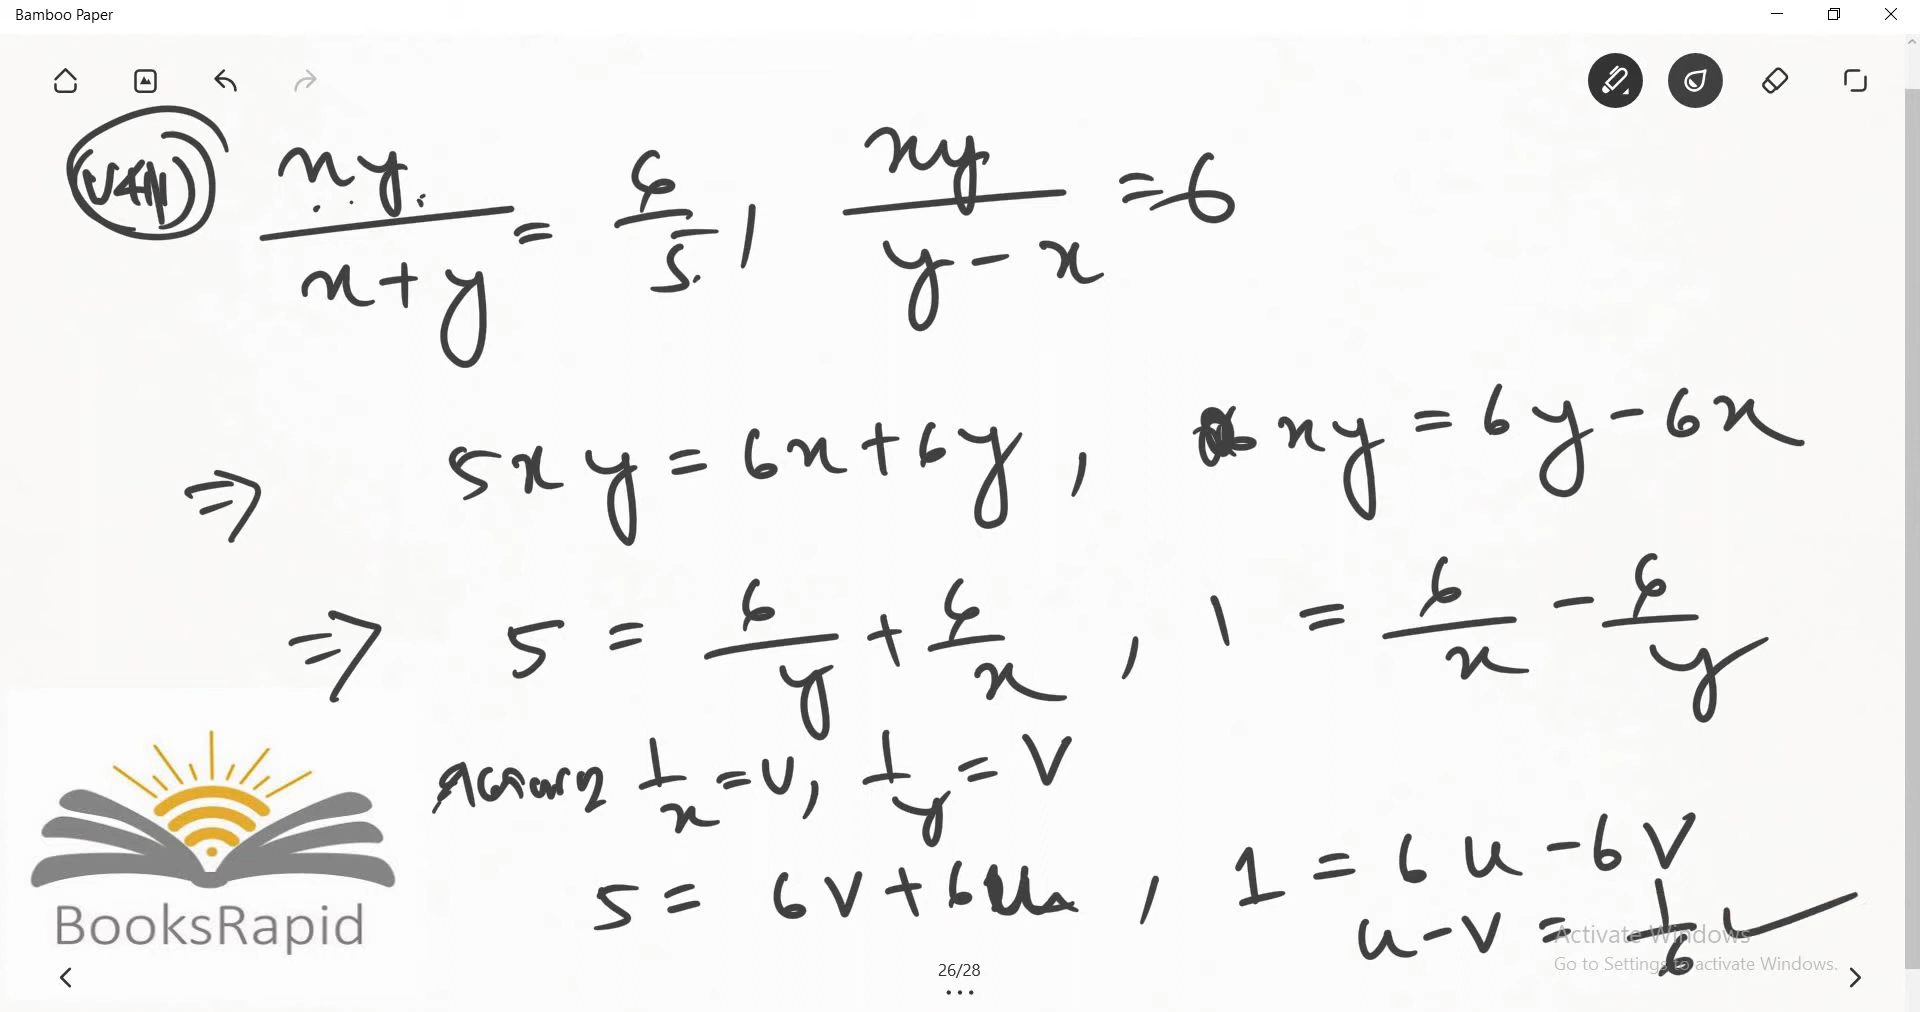 Bamboo Paper
xy/x+y = 6/5, xy/y-x = 6
⇒ 5xy = 6x+6y, xy = 6y-6x
⇒ 5 = 6/y + 6/x, 1 = 6/x - 6/y
1/x = u, 1/y = v
5 = 6v+6u, 1 = 6u-6v
u-v = 1/6
BooksRapid
Activate Windows
Go to Settings to activate Windows.
26/28